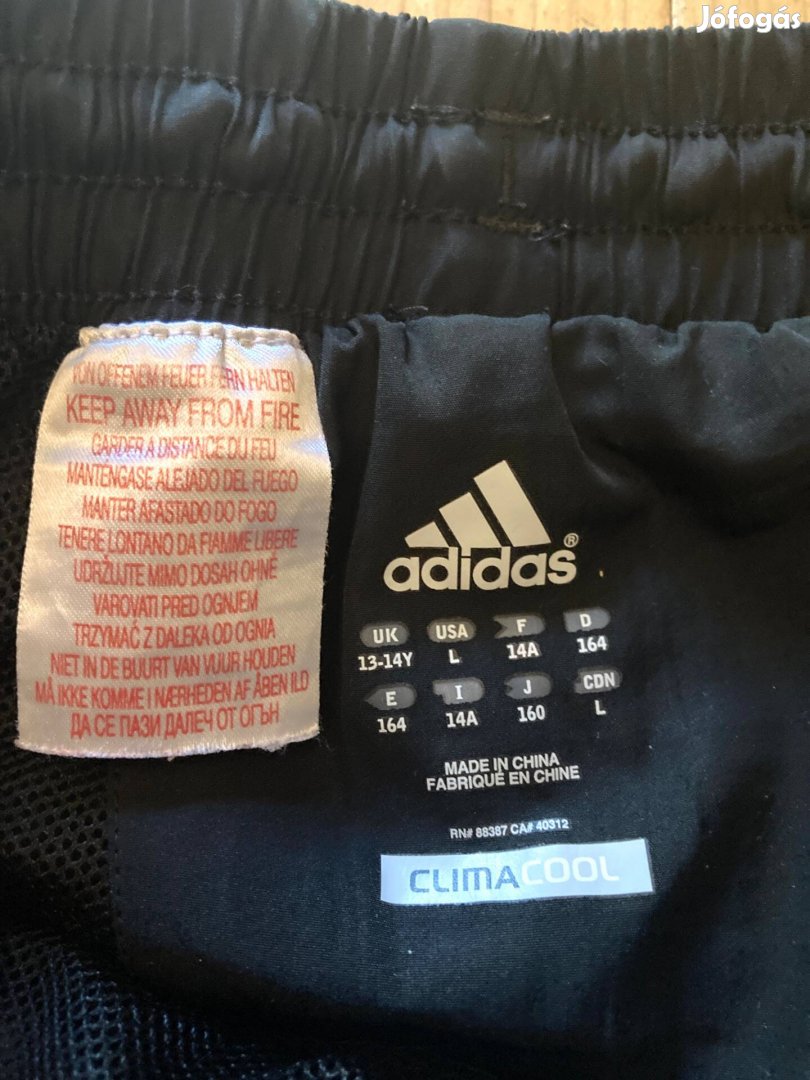 Jófogás
VON OFFENEM FEUER FERN HALTEN
KEEP AWAY FROM FIRE
GARDER A DISTANCE DU FEU
MANTENGASE ALEJADO DEL FUEGO
MANTER AFASTADO DO FOGO
TENERE LONTANO DA FIAMME LIBERE
UDRŽUJTE MIMO DOSAH OHNĚ
VAROVATI PRED OGNJEM
TRZYMAĆ Z DALEKA OD OGNIA
NIET IN DE BUURT VAN VUUR HOUDEN
MÅ IKKE KOMME I NÆRHEDEN AF ÅBEN ILD
ДА СЕ ПАЗИ ДАЛЕЧ ОТ ОГЪН
adidas®
UK USA F D
13-14Y L 14A 164
E I J CDN
164 14A 160 L
MADE IN CHINA
FABRIQUÉ EN CHINE
RN# 88387 CA# 40312
CLIMACOOL